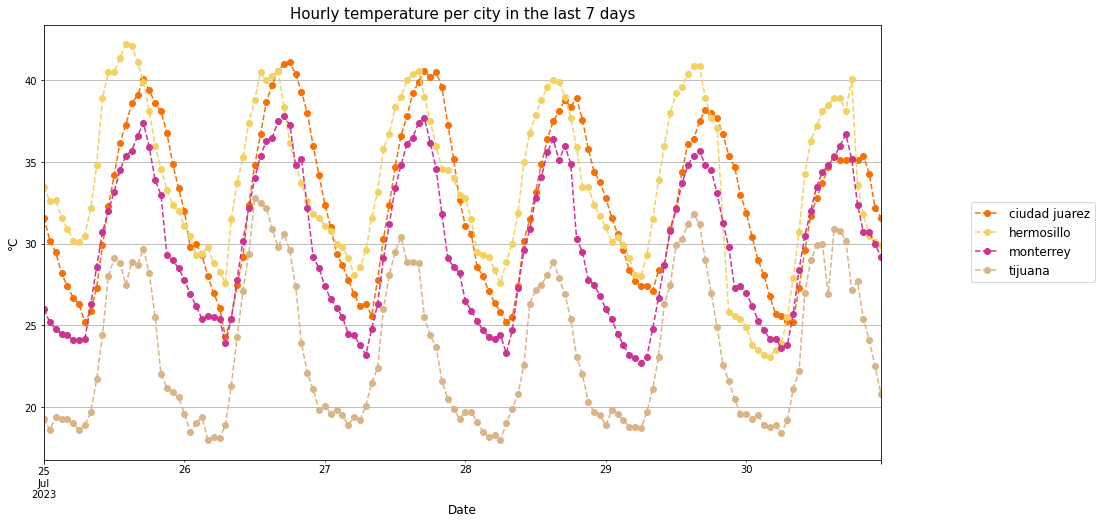 Hourly temperature per city in the last 7 days
40
35
30
25
20
°C
25 26 27 28 29 30
Jul
2023
Date
ciudad juarez
hermosillo
monterrey
tijuana